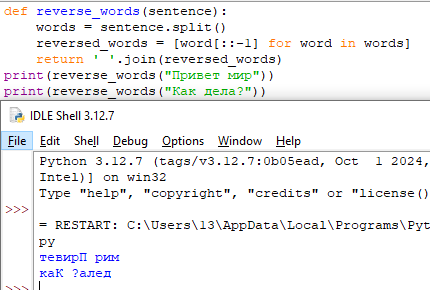 def reverse_words(sentence):
    words = sentence.split()
    reversed_words = [word[::-1] for word in words]
    return ' '.join(reversed_words)
print(reverse_words("Привет мир"))
print(reverse_words("Как дела?"))
IDLE Shell 3.12.7
File Edit Shell Debug Options Window Help
Python 3.12.7 (tags/v3.12.7:0b05ead, Oct  1 2024,
Intel)] on win32
Type "help", "copyright", "credits" or "license()
>>>
= RESTART: C:\Users\13\AppData\Local\Programs\Pyt
py
тевирП рим
каК ?алед
>>>